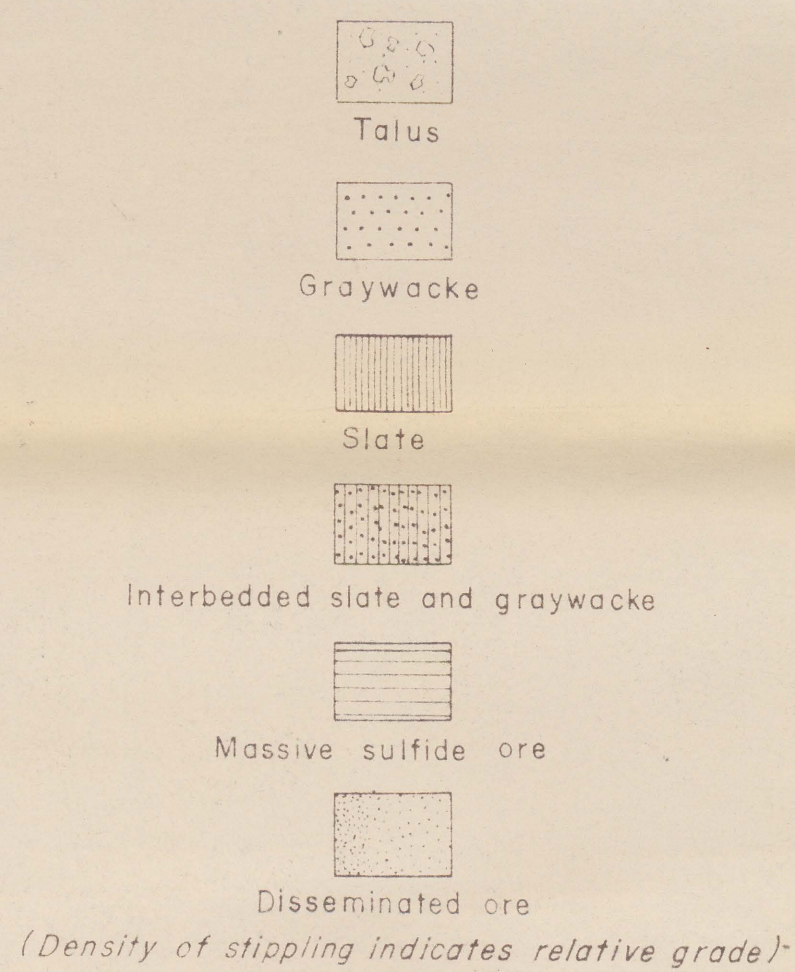 Talus
Graywacke
Slate
Interbedded slate and graywacke
Massive sulfide ore
Disseminated ore
(Density of stippling indicates relative grade)